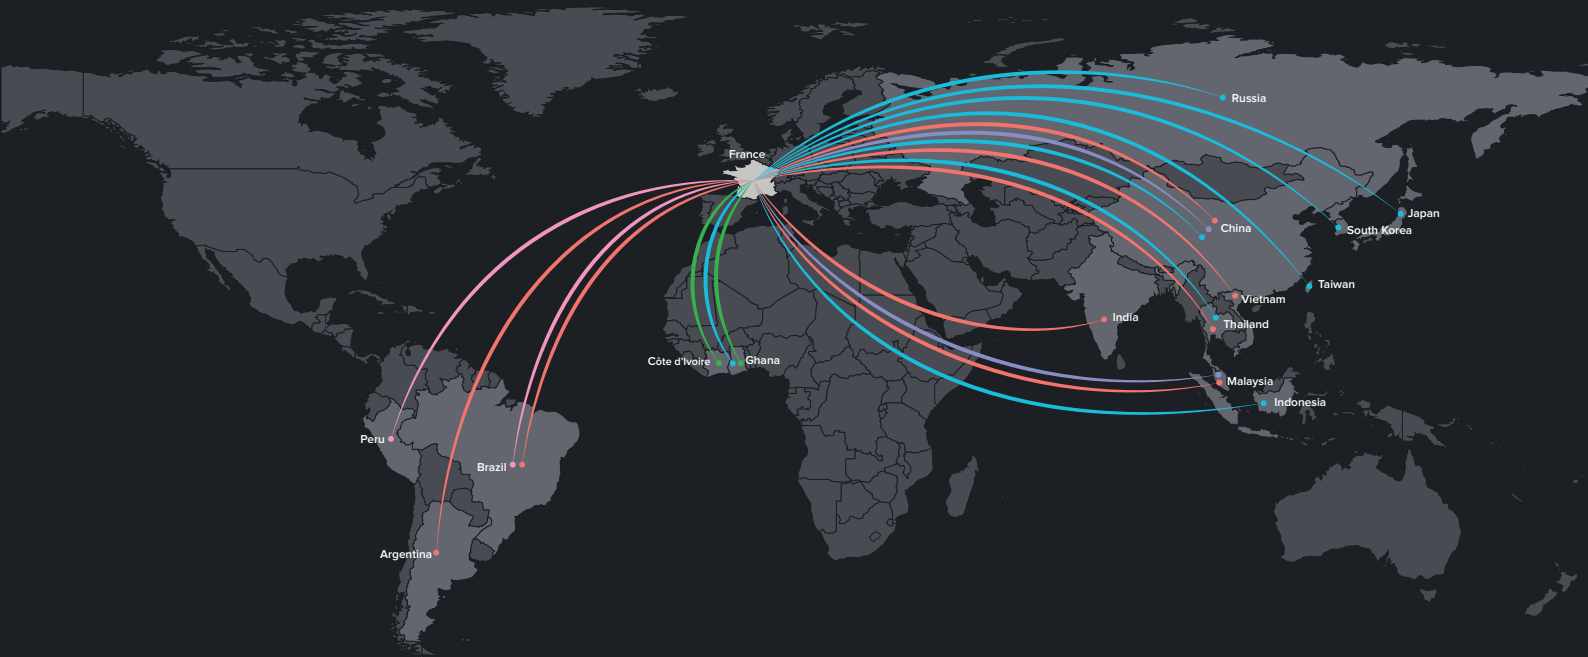 Russia
France
Japan
China
South Korea
Taiwan
Vietnam
India
Thailand
Côte d'Ivoire
Ghana
Malaysia
Indonesia
Peru
Brazil
Argentina